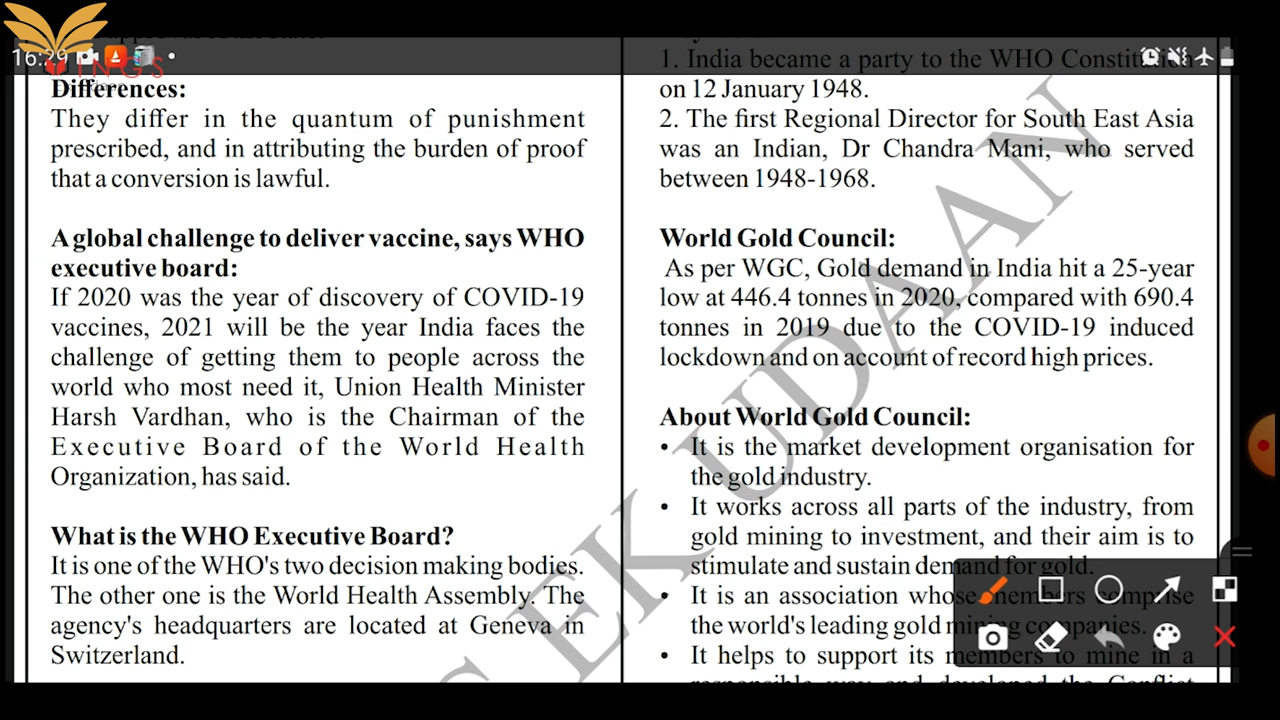 16:29
INGS
Differences:
They differ in the quantum of punishment
prescribed, and in attributing the burden of proof
that a conversion is lawful.
A global challenge to deliver vaccine, says WHO
executive board:
If 2020 was the year of discovery of COVID-19
vaccines, 2021 will be the year India faces the
challenge of getting them to people across the
world who most need it, Union Health Minister
Harsh Vardhan, who is the Chairman of the
Executive Board of the World Health
Organization, has said.
What is the WHO Executive Board?
It is one of the WHO's two decision making bodies.
The other one is the World Health Assembly. The
agency's headquarters are located at Geneva in
Switzerland.
1. India became a party to the WHO Constitution
on 12 January 1948.
2. The first Regional Director for South East Asia
was an Indian, Dr Chandra Mani, who served
between 1948-1968.
World Gold Council:
As per WGC, Gold demand in India hit a 25-year
low at 446.4 tonnes in 2020, compared with 690.4
tonnes in 2019 due to the COVID-19 induced
lockdown and on account of record high prices.
About World Gold Council:
• It is the market development organisation for
the gold industry.
• It works across all parts of the industry, from
gold mining to investment, and their aim is to
stimulate and sustain demand for gold.
• It is an association whose members comprise
the world's leading gold mining companies.
• It helps to support its members to mine in a
responsible way and developed the Conflict
EK UDAAN